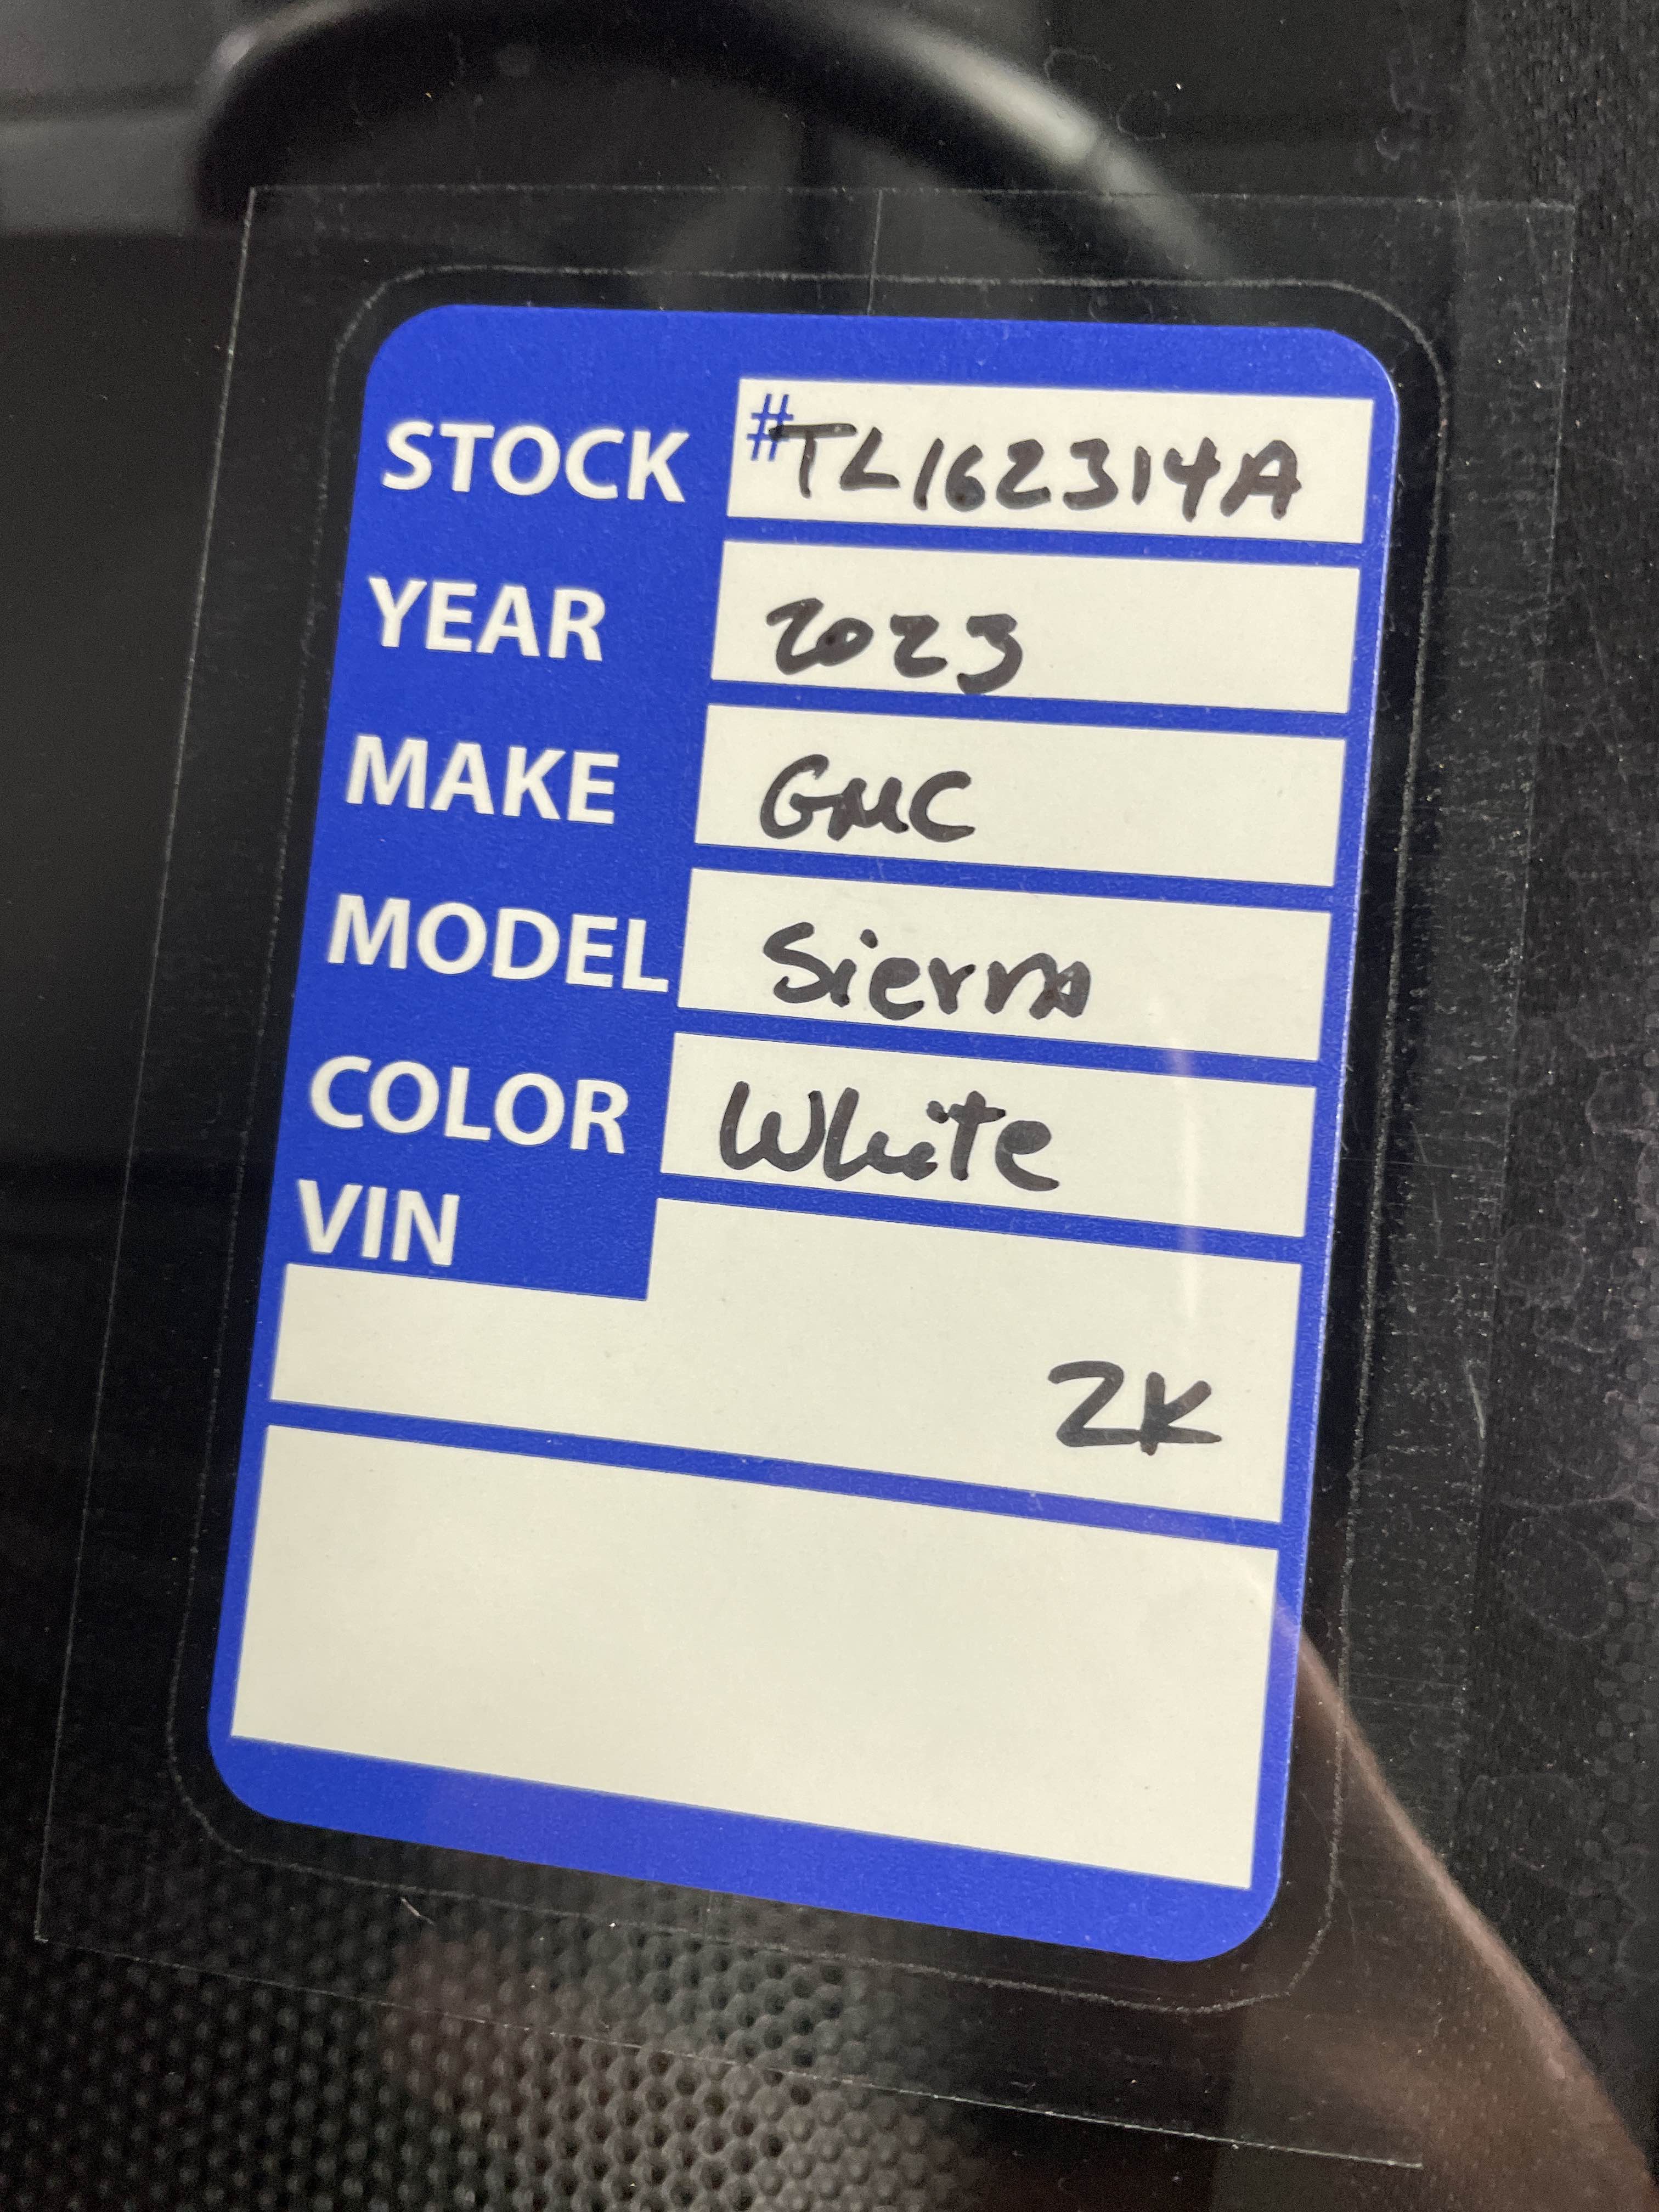 STOCK #TL162314A
YEAR 2023
MAKE GMC
MODEL Sierra
COLOR White
VIN
2K